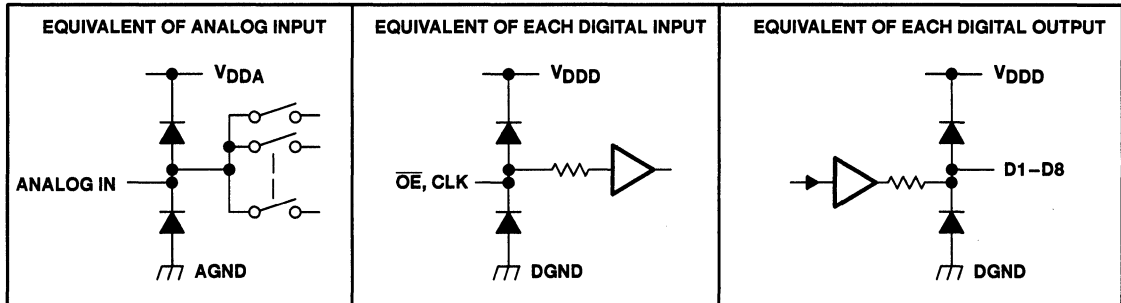 EQUIVALENT OF ANALOG INPUT
VDDA
ANALOG IN
AGND
EQUIVALENT OF EACH DIGITAL INPUT
VDDD
O̅E̅, CLK
DGND
EQUIVALENT OF EACH DIGITAL OUTPUT
VDDD
D1–D8
DGND